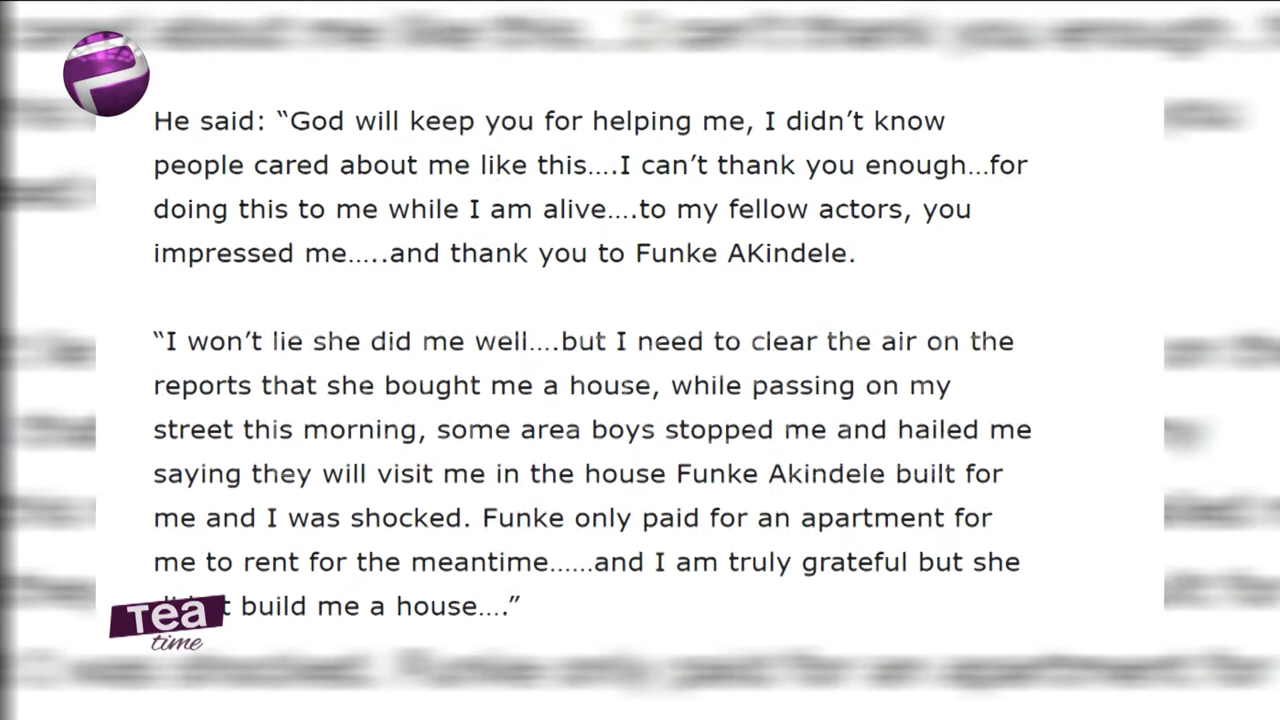 He said: “God will keep you for helping me, I didn’t know
people cared about me like this….I can’t thank you enough…for
doing this to me while I am alive….to my fellow actors, you
impressed me…..and thank you to Funke AKindele.
“I won’t lie she did me well….but I need to clear the air on the
reports that she bought me a house, while passing on my
street this morning, some area boys stopped me and hailed me
saying they will visit me in the house Funke Akindele built for
me and I was shocked. Funke only paid for an apartment for
me to rent for the meantime……and I am truly grateful but she
build me a house….”
Tea
time